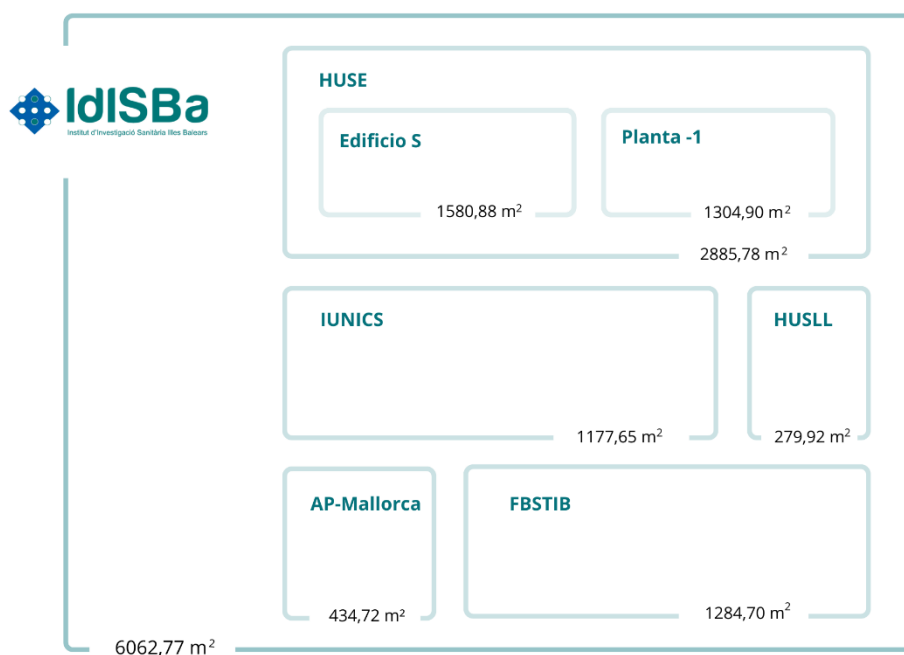 IdISBa
Institut d'Investigació Sanitària Illes Balears
HUSE
Edificio S
1580,88 m²
Planta -1
1304,90 m²
2885,78 m²
IUNICS
1177,65 m²
HUSLL
279,92 m²
AP-Mallorca
434,72 m²
FBSTIB
1284,70 m²
6062,77 m²